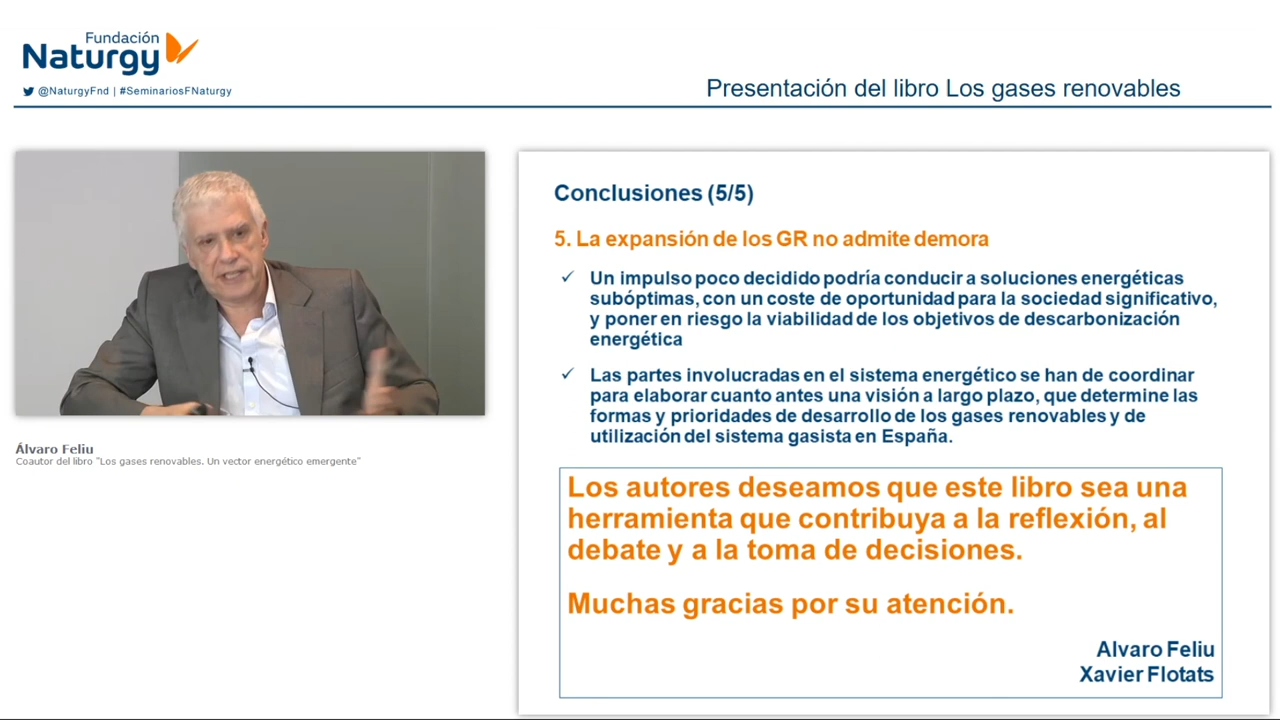 Fundación
Naturgy
@NaturgyFnd | #SeminariosFNaturgy
Presentación del libro Los gases renovables
Álvaro Feliu
Coautor del libro "Los gases renovables. Un vector energético emergente"
Conclusiones (5/5)
5. La expansión de los GR no admite demora
✓ Un impulso poco decidido podría conducir a soluciones energéticas
subóptimas, con un coste de oportunidad para la sociedad significativo,
y poner en riesgo la viabilidad de los objetivos de descarbonización
energética
✓ Las partes involucradas en el sistema energético se han de coordinar
para elaborar cuanto antes una visión a largo plazo, que determine las
formas y prioridades de desarrollo de los gases renovables y de
utilización del sistema gasista en España.
Los autores deseamos que este libro sea una
herramienta que contribuya a la reflexión, al
debate y a la toma de decisiones.
Muchas gracias por su atención.
Alvaro Feliu
Xavier Flotats